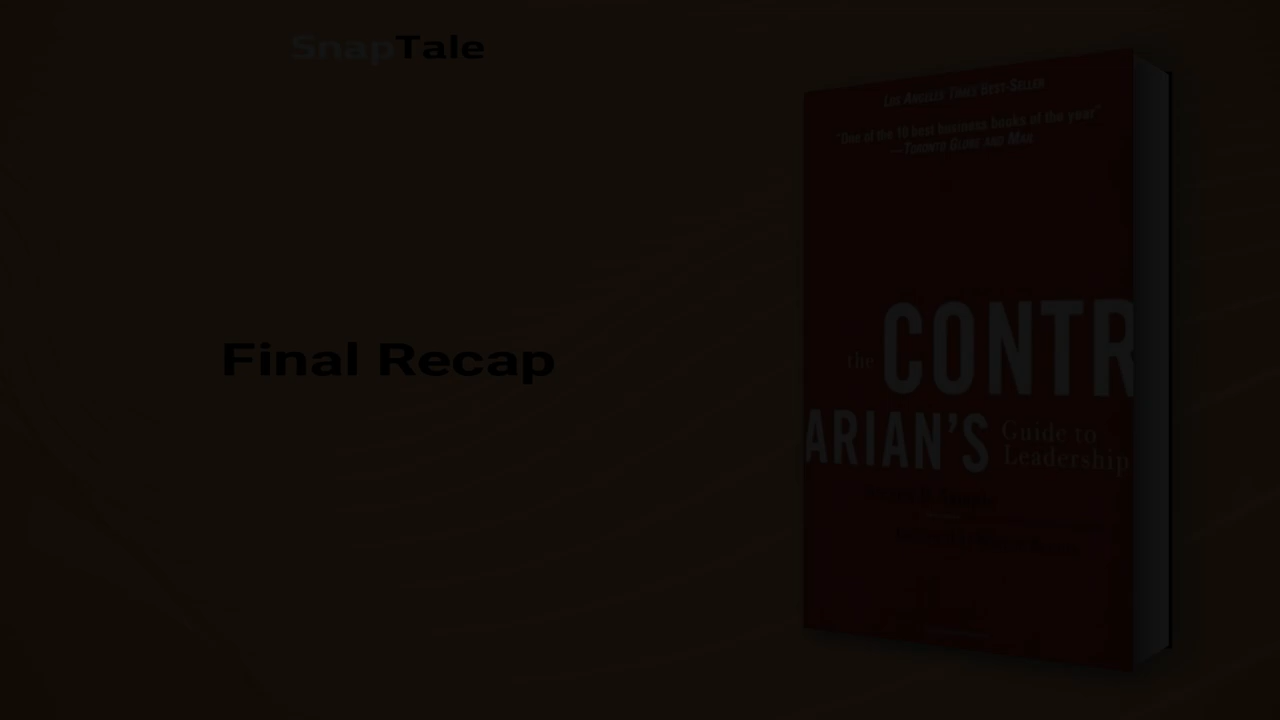 SnapTale
Final Recap
LOS ANGELES TIMES BEST-SELLER
"One of the 10 best business books of the year"
—TORONTO GLOBE AND MAIL
the CONTR
ARIAN'S Guide to
Leadership